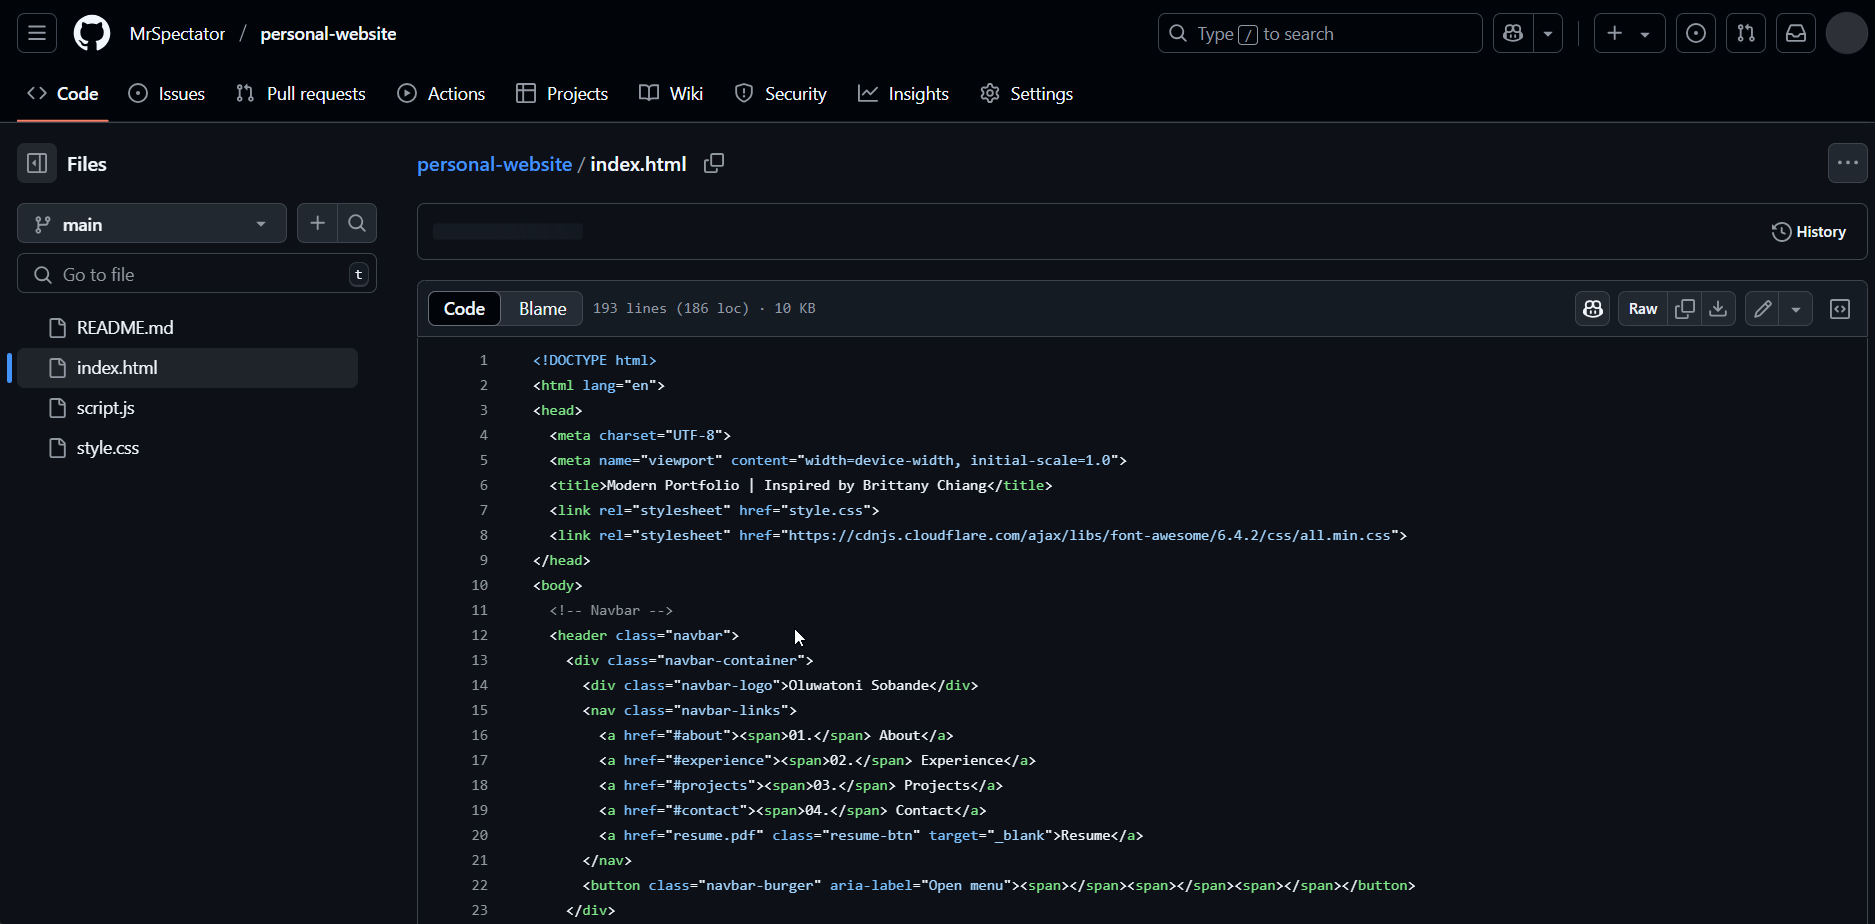 MrSpectator / personal-website
Type / to search
Code Issues Pull requests Actions Projects Wiki Security Insights Settings
Files
main
Go to file t
README.md
index.html
script.js
style.css
personal-website / index.html
History
Code Blame 193 lines (186 loc) · 10 KB Raw
1 <!DOCTYPE html>
2 <html lang="en">
3 <head>
4 <meta charset="UTF-8">
5 <meta name="viewport" content="width=device-width, initial-scale=1.0">
6 <title>Modern Portfolio | Inspired by Brittany Chiang</title>
7 <link rel="stylesheet" href="style.css">
8 <link rel="stylesheet" href="https://cdnjs.cloudflare.com/ajax/libs/font-awesome/6.4.2/css/all.min.css">
9 </head>
10 <body>
11 <!-- Navbar -->
12 <header class="navbar">
13 <div class="navbar-container">
14 <div class="navbar-logo">Oluwatoni Sobande</div>
15 <nav class="navbar-links">
16 <a href="#about"><span>01.</span> About</a>
17 <a href="#experience"><span>02.</span> Experience</a>
18 <a href="#projects"><span>03.</span> Projects</a>
19 <a href="#contact"><span>04.</span> Contact</a>
20 <a href="resume.pdf" class="resume-btn" target="_blank">Resume</a>
21 </nav>
22 <button class="navbar-burger" aria-label="Open menu"><span></span><span></span><span></span></button>
23 </div>